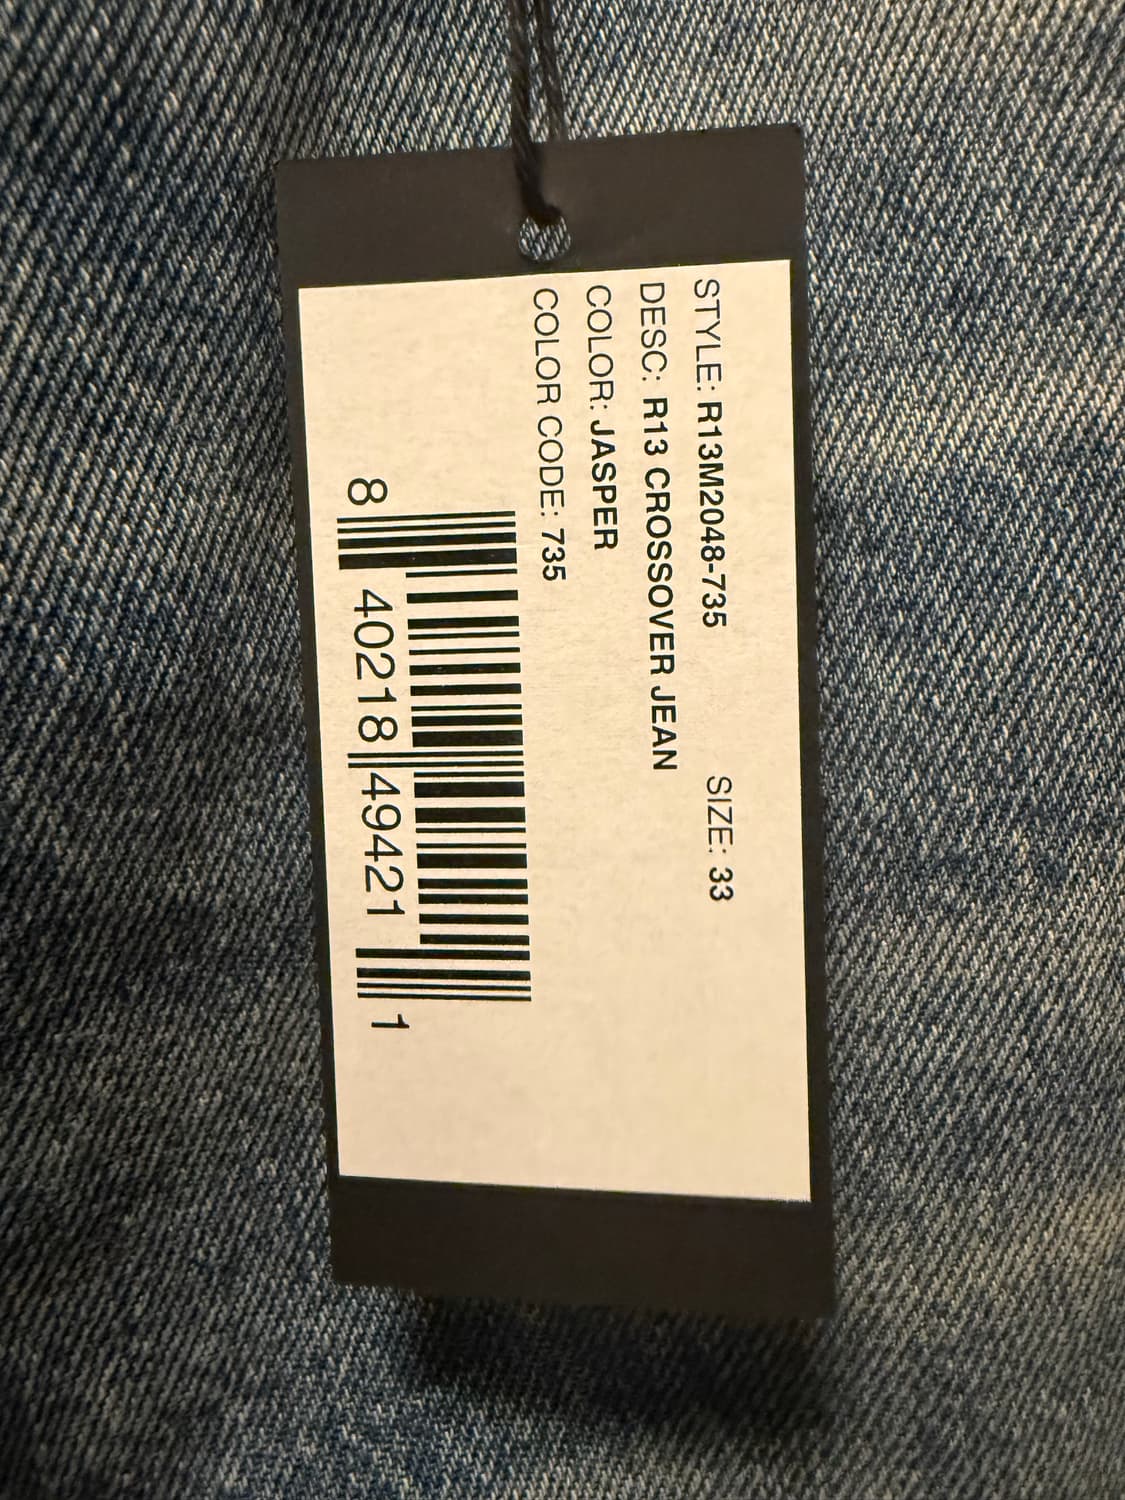 STYLE: R13M2048-735 SIZE: 33
DESC: R13 CROSSOVER JEAN
COLOR: JASPER
COLOR CODE: 735
8 40218 49421 1